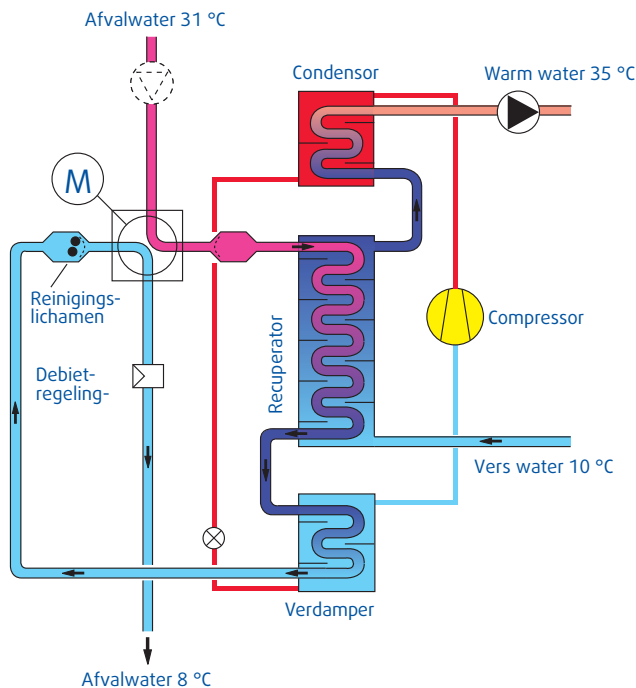 Afvalwater 31 °C
Condensor
Warm water 35 °C
M
Reinigings-
lichamen
Compressor
Debiet-
regeling-
Recuperator
Vers water 10 °C
Verdamper
Afvalwater 8 °C